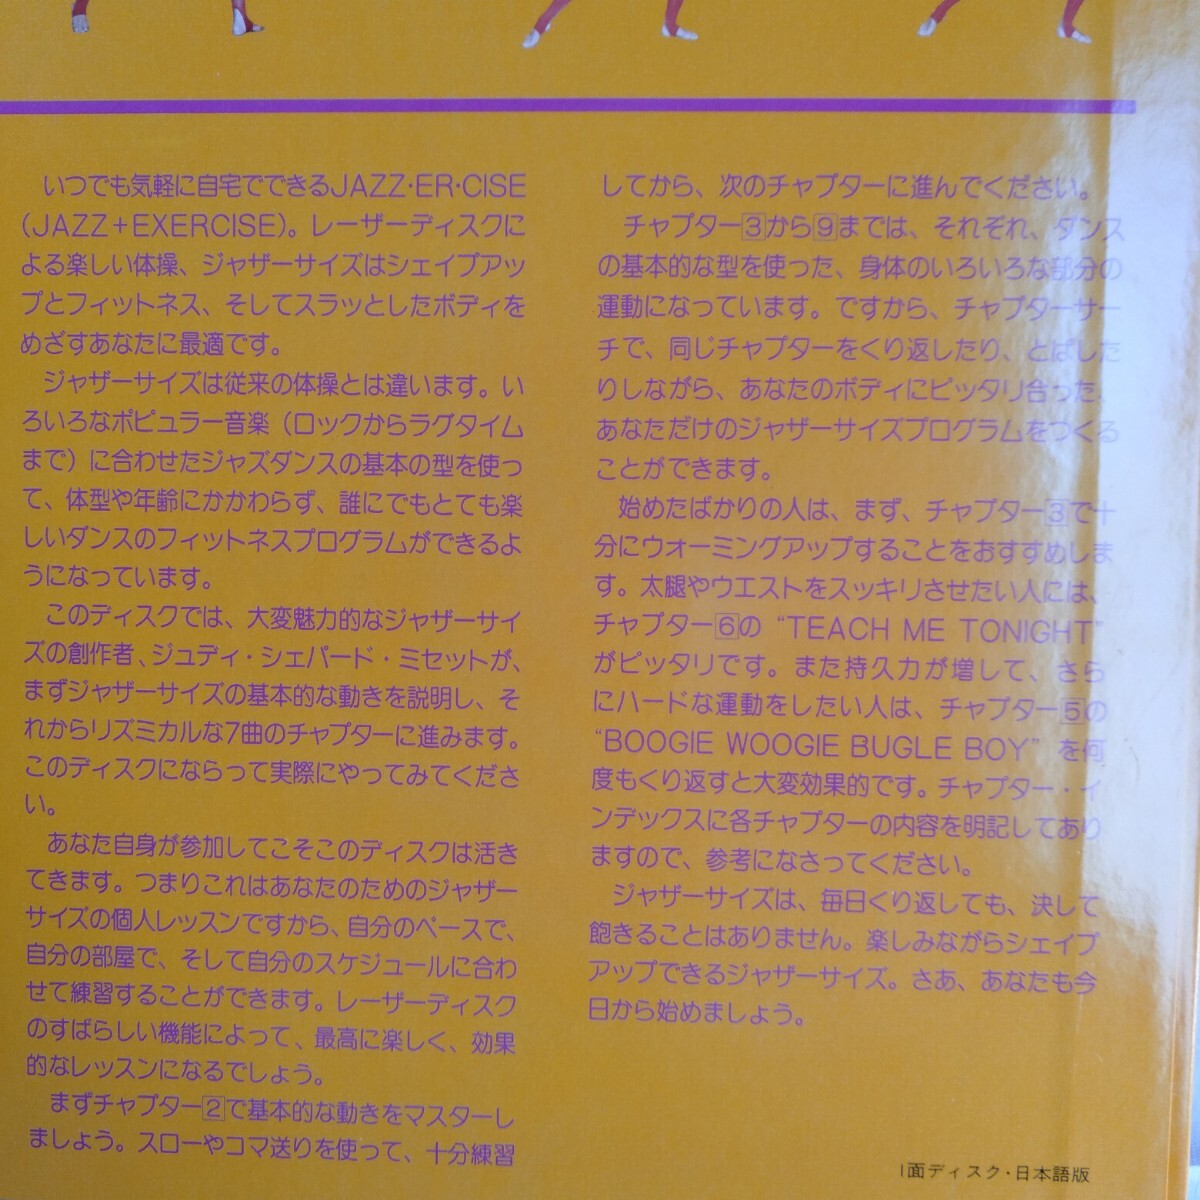 いつでも気軽に自宅でできるJAZZ·ER·CISE
(JAZZ+EXERCISE)。レーザーディスクに
よる楽しい体操、ジャザーサイズはシェイプアッ
プとフィットネス、そしてスラッとしたボディを
めざすあなたに最適です。
ジャザーサイズは従来の体操とは違います。い
ろいろなポピュラー音楽（ロックからラグタイム
まで）に合わせたジャズダンスの基本の型を使っ
て、体型や年齢にかかわらず、誰にでもとても楽
しいダンスのフィットネスプログラムができるよ
うになっています。
このディスクでは、大変魅力的なジャザーサイ
ズの創作者、ジュディ・シェパード・ミセットが、
まずジャザーサイズの基本的な動きを説明し、そ
れからリズミカルな7曲のチャプターに進みます。
このディスクにならって実際にやってみてくださ
い。
あなた自身が参加してこそこのディスクは活き
てきます。つまりこれはあなたのためのジャザー
サイズの個人レッスンですから、自分のペースで、
自分の部屋で、そして自分のスケジュールに合わ
せて練習することができます。レーザーディスク
のすばらしい機能によって、最高に楽しく、効果
的なレッスンになるでしょう。
まずチャプター2で基本的な動きをマスターし
ましょう。スローやコマ送りを使って、十分練習
してから、次のチャプターに進んでください。
チャプター3から9までは、それぞれ、ダンス
の基本的な型を使った、身体のいろいろな部分の
運動になっています。ですから、チャプターサー
チで、同じチャプターをくり返したり、とばした
りしながら、あなたのボディにピッタリ合った、
あなただけのジャザーサイズプログラムをつくる
ことができます。
始めたばかりの人は、まず、チャプター3で十
分にウォーミングアップすることをおすすめしま
す。太腿やウエストをスッキリさせたい人には、
チャプター6の“TEACH ME TONIGHT”
がピッタリです。また持久力が増して、さら
にハードな運動をしたい人は、チャプター5の
“BOOGIE WOOGIE BUGLE BOY”を何
度もくり返すと大変効果的です。チャプター・イ
ンデックスに各チャプターの内容を明記してあり
ますので、参考になさってください。
ジャザーサイズは、毎日くり返しても、決して
飽きることはありません。楽しみながらシェイプ
アップできるジャザーサイズ。さあ、あなたも今
日から始めましょう。
1面ディスク・日本語版